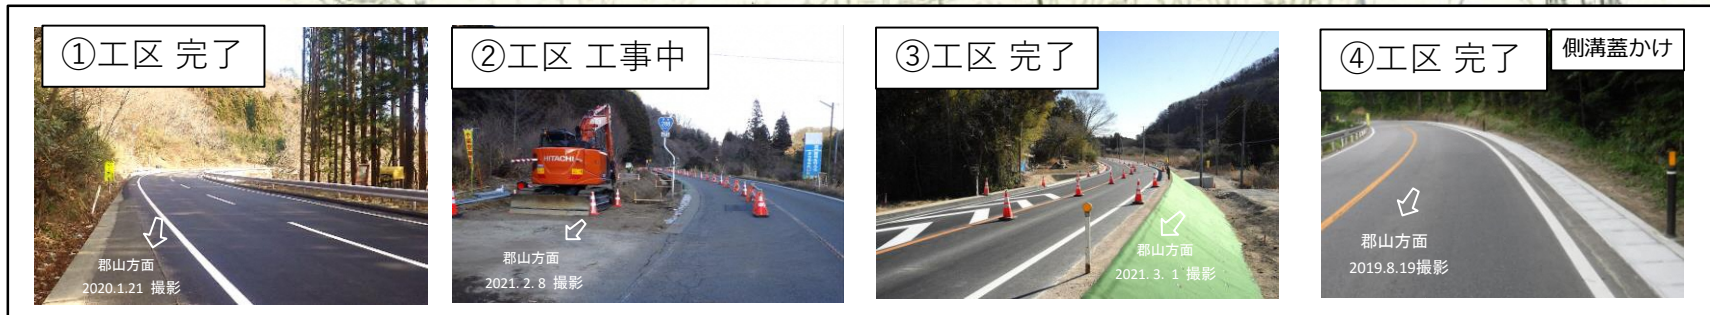 ①工区 完了
郡山方面
2020.1.21 撮影
②工区 工事中
HITACHI
郡山方面
2021. 2. 8 撮影
③工区 完了
郡山方面
2021. 3. 1 撮影
④工区 完了
側溝蓋かけ
郡山方面
2019.8.19撮影